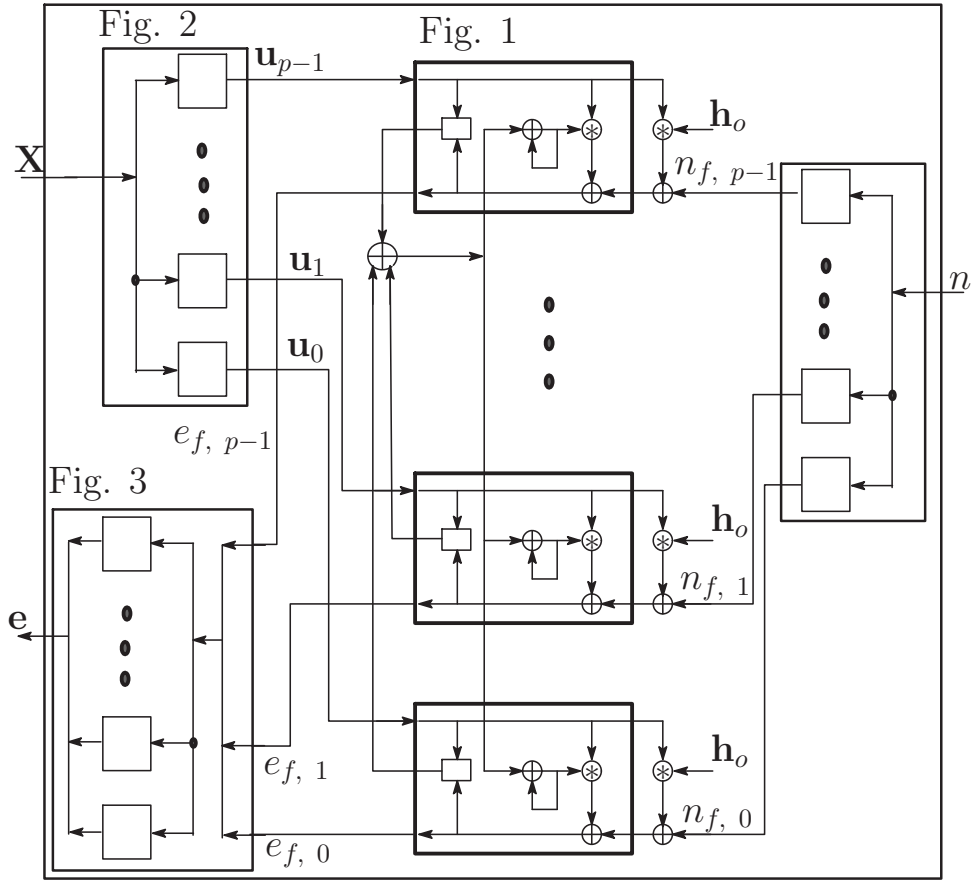 Fig. 2
Fig. 1
u_{p−1}
h_o
X
n_{f, p−1}
u_1
n
u_0
e_{f, p−1}
Fig. 3
h_o
n_{f, 1}
e
h_o
e_{f, 1}
n_{f, 0}
e_{f, 0}